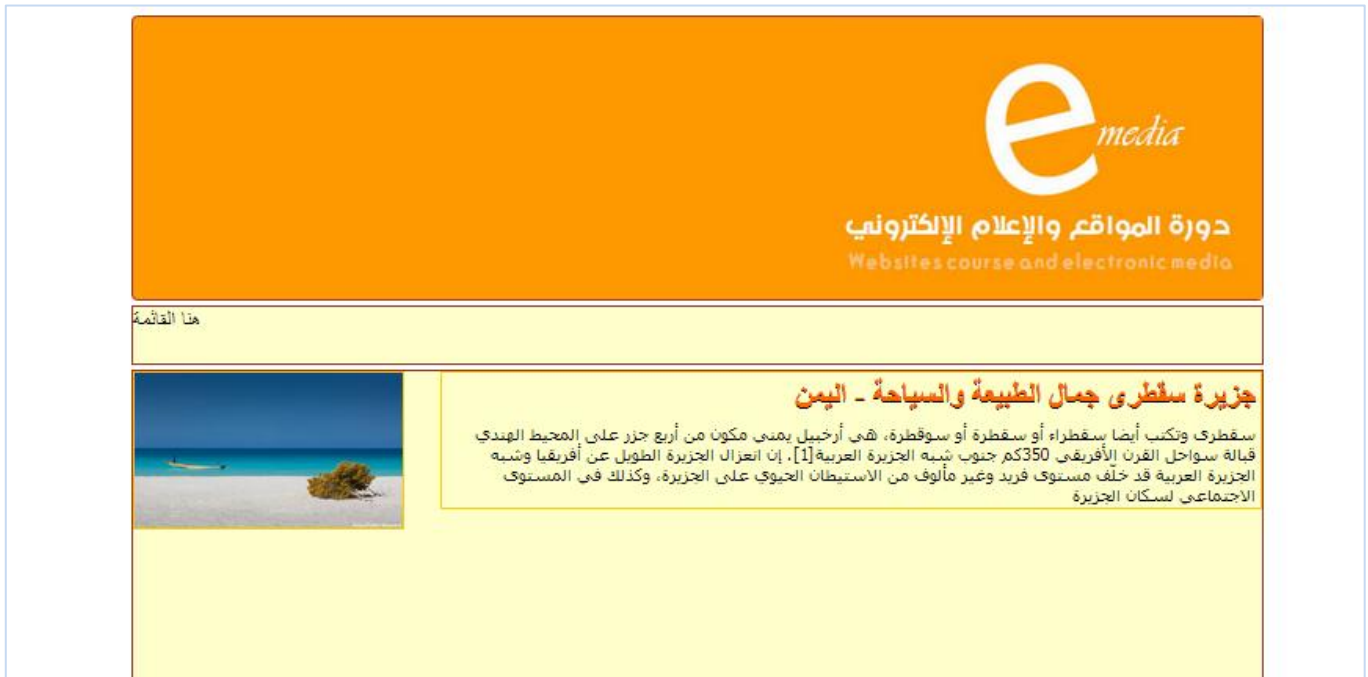 e media
دورة المواقع والإعلام الإلكتروني
Websites course and electronic media
هنا القائمة
جزيرة سقطرى جمال الطبيعة والسياحة - اليمن
سقطرى وتكتب أيضا سقطراء أو سقطرة أو سوقطرة، هي أرخبيل يمني مكون من أربع جزر على المحيط الهندي
قبالة سواحل القرن الأفريقي 350كم جنوب شبه الجزيرة العربية[1]. إن انعزال الجزيرة الطويل عن أفريقيا وشبه
الجزيرة العربية قد خلّف مستوى فريد وغير مألوف من الاستيطان الحيوي على الجزيرة، وكذلك في المستوى
الاجتماعي لسكان الجزيرة